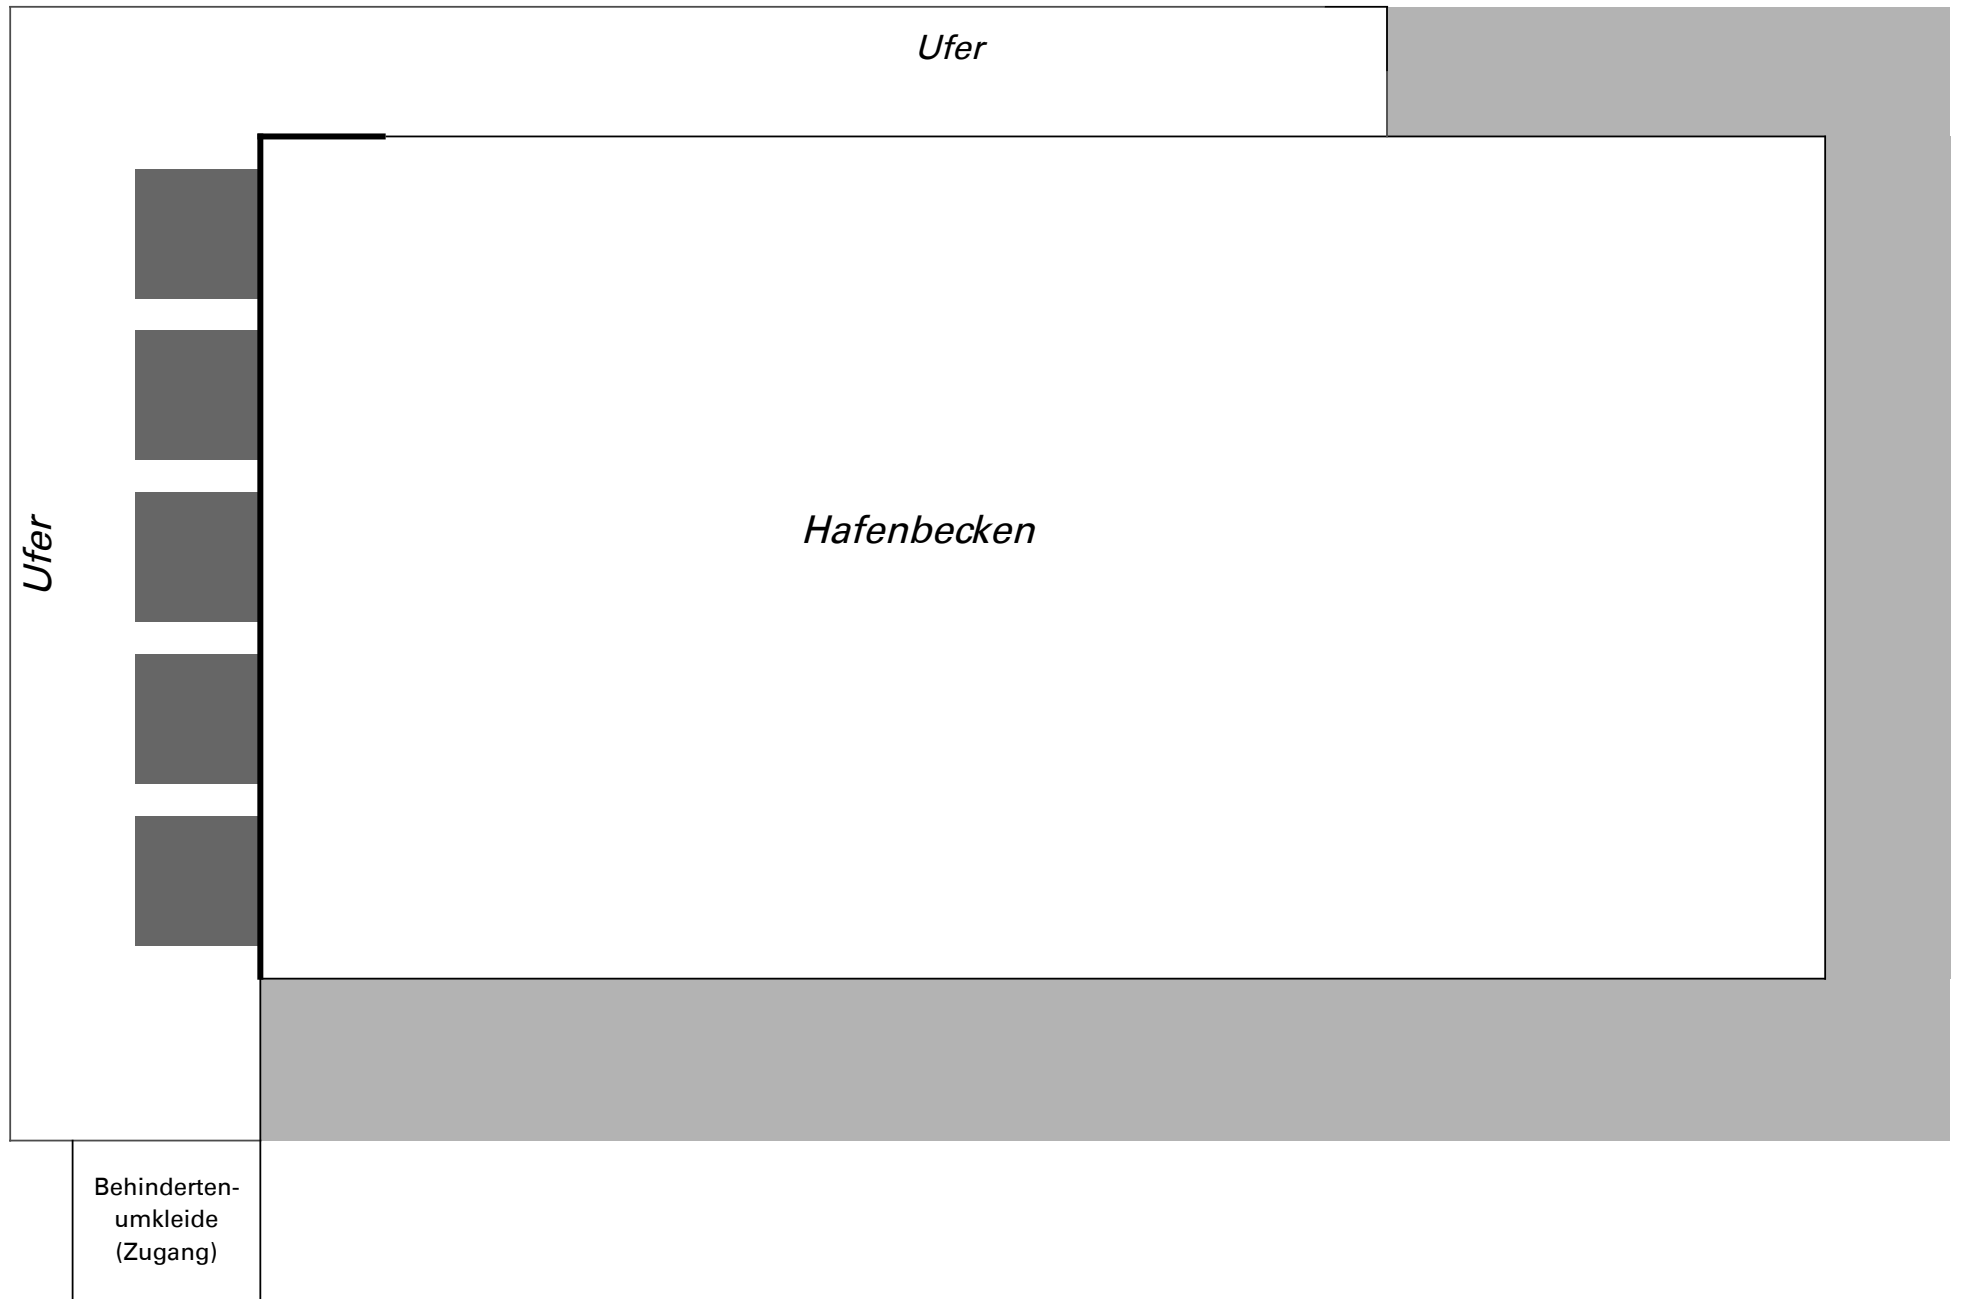 Ufer
Ufer
Hafenbecken
Behinderten-
umkleide
(Zugang)